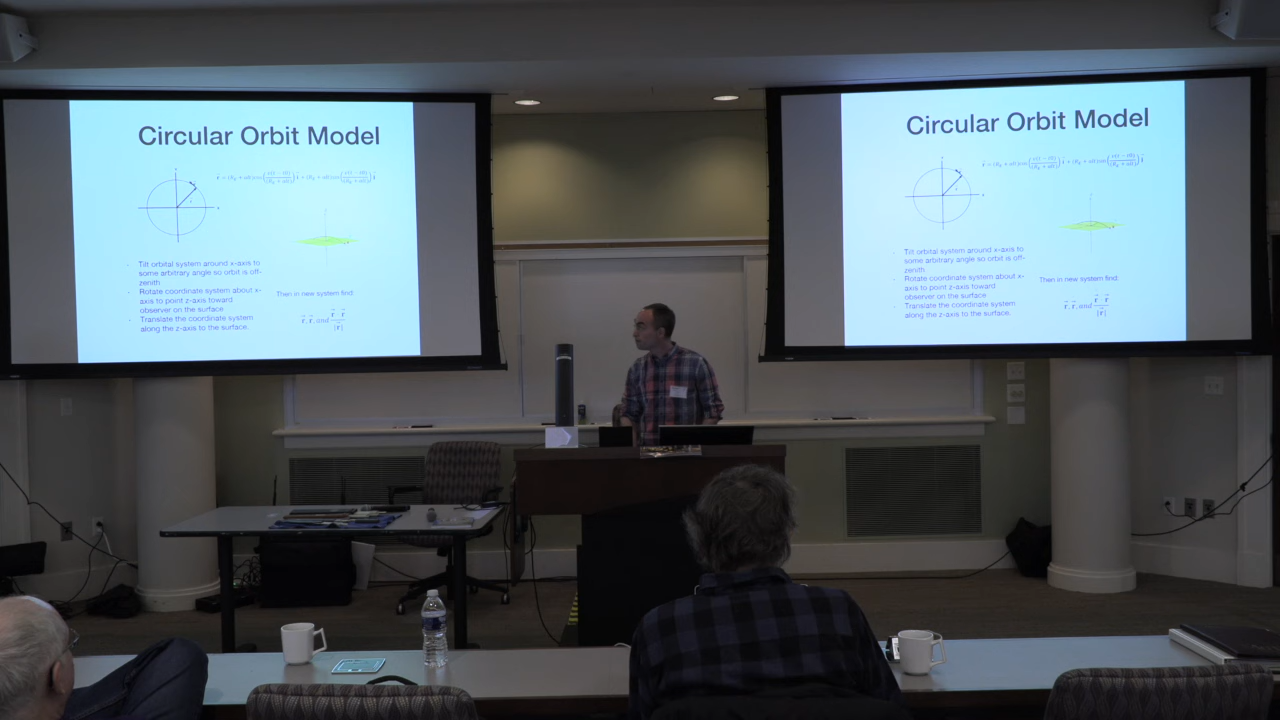 Circular Orbit Model
- Tilt orbital system around x-axis to
some arbitrary angle so orbit is off-
zenith
- Rotate coordinate system about x-
axis to point z-axis toward
observer on the surface
- Translate the coordinate system
along the z-axis to the surface.
Then in new system find:
Circular Orbit Model
- Tilt orbital system around x-axis to
some arbitrary angle so orbit is off-
zenith
- Rotate coordinate system about x-
axis to point z-axis toward
observer on the surface
- Translate the coordinate system
along the z-axis to the surface.
Then in new system find: